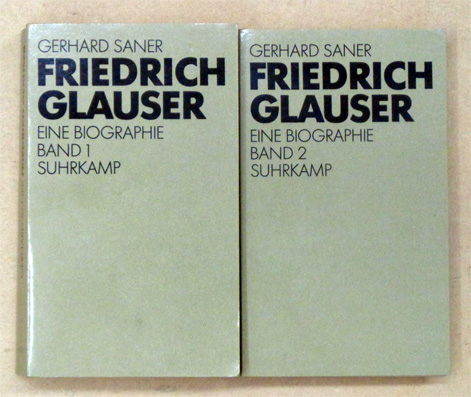 GERHARD SANER
FRIEDRICH
GLAUSER
EINE BIOGRAPHIE
BAND 1
SUHRKAMP
GERHARD SANER
FRIEDRICH
GLAUSER
EINE BIOGRAPHIE
BAND 2
SUHRKAMP